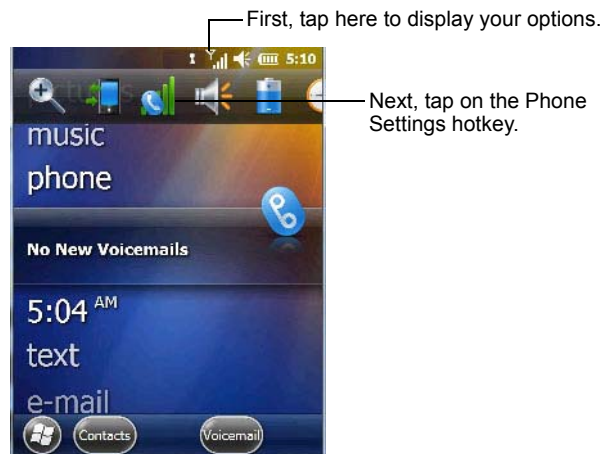 First, tap here to display your options.
5:10
Next, tap on the Phone
Settings hotkey.
music
phone
No New Voicemails
5:04 AM
text
e-mail
Contacts
Voicemail